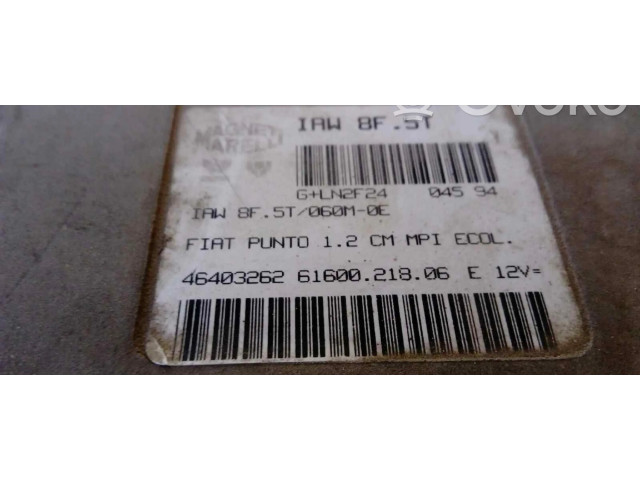 MAGNETI
MARELLI
IAW 8F.5T
G+LN2F24 045 94
IAW 8F.5T/060M-0E
FIAT PUNTO 1.2 CM MPI ECOL.
46403262 61600.218.06 E 12V=